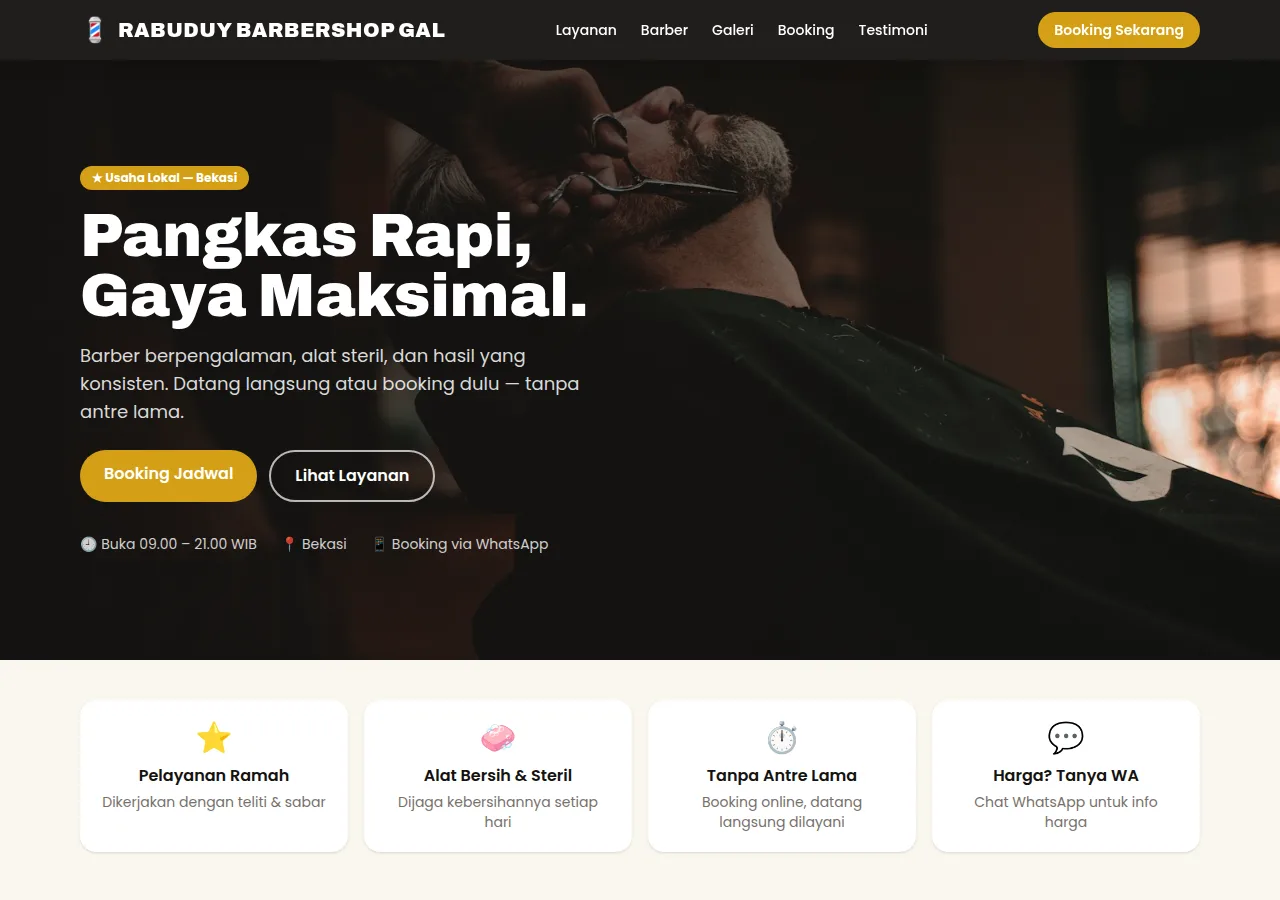 💈 RABUDUY BARBERSHOP GAL
Layanan Barber Galeri Booking Testimoni
Booking Sekarang
★ Usaha Lokal — Bekasi
Pangkas Rapi,
Gaya Maksimal.
Barber berpengalaman, alat steril, dan hasil yang
konsisten. Datang langsung atau booking dulu — tanpa
antre lama.
Booking Jadwal
Lihat Layanan
🕘 Buka 09.00 – 21.00 WIB 📍 Bekasi 📱 Booking via WhatsApp
⭐
Pelayanan Ramah
Dikerjakan dengan teliti & sabar
🧼
Alat Bersih & Steril
Dijaga kebersihannya setiap
hari
⏱️
Tanpa Antre Lama
Booking online, datang
langsung dilayani
💬
Harga? Tanya WA
Chat WhatsApp untuk info
harga